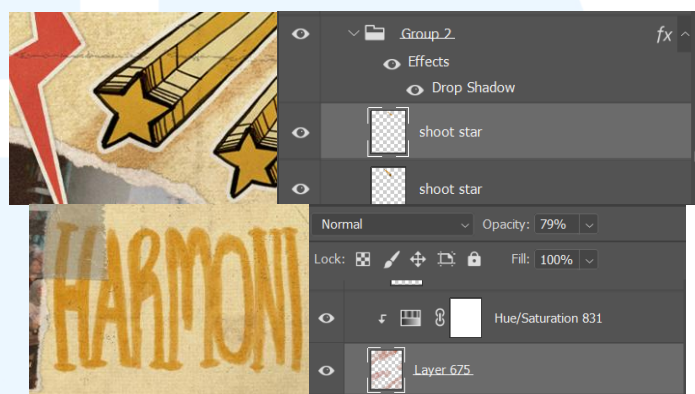 Group 2
fx
Effects
Drop Shadow
shoot star
shoot star
HARMONI
Normal
Opacity: 79%
Lock:
Fill: 100%
Hue/Saturation 831
Layer 675